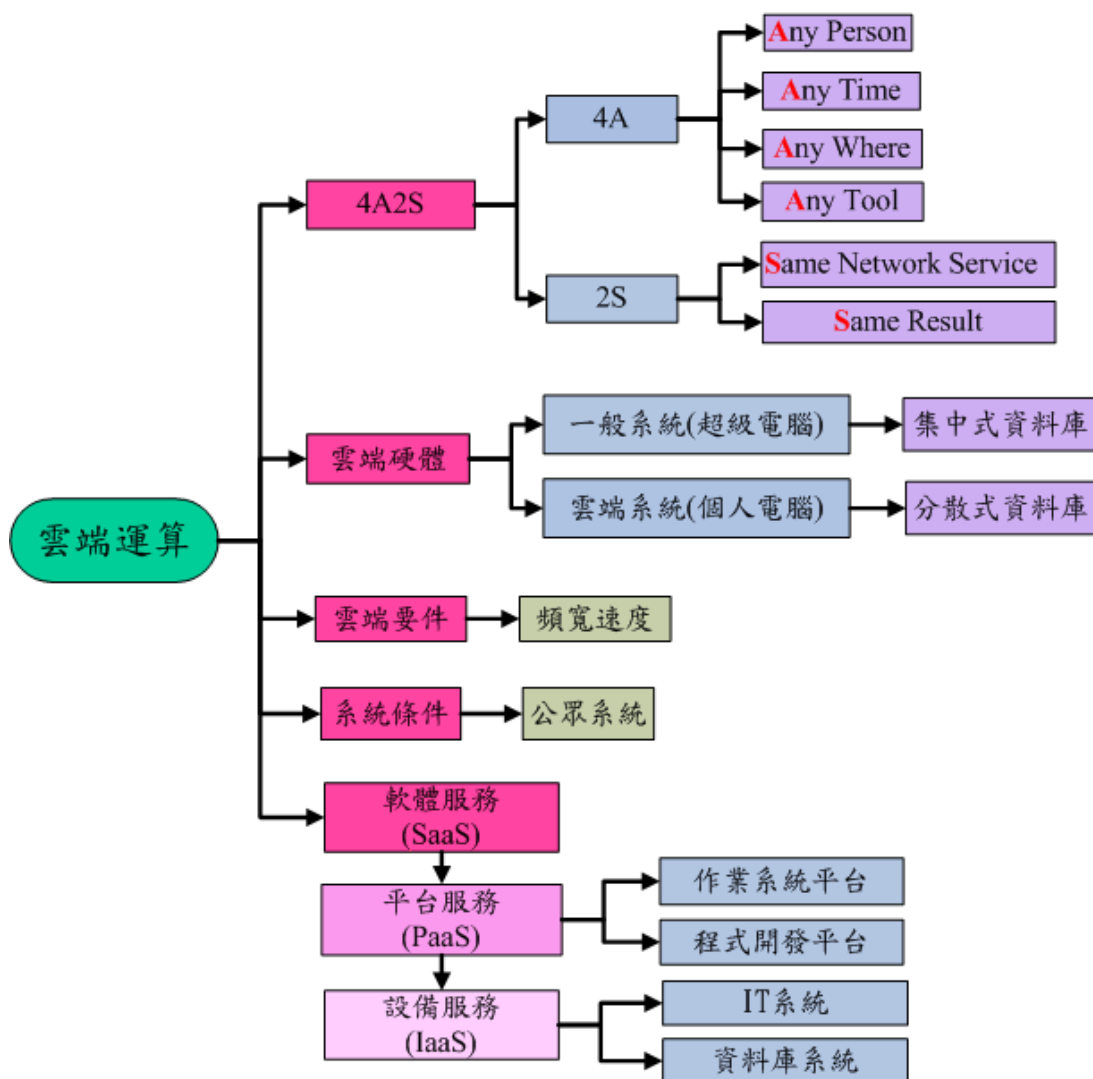 雲端運算
4A2S
4A
Any Person
Any Time
Any Where
Any Tool
2S
Same Network Service
Same Result
雲端硬體
一般系統(超級電腦)
集中式資料庫
雲端系統(個人電腦)
分散式資料庫
雲端要件
頻寬速度
系統條件
公眾系統
軟體服務
(SaaS)
平台服務
(PaaS)
作業系統平台
程式開發平台
設備服務
(IaaS)
IT系統
資料庫系統